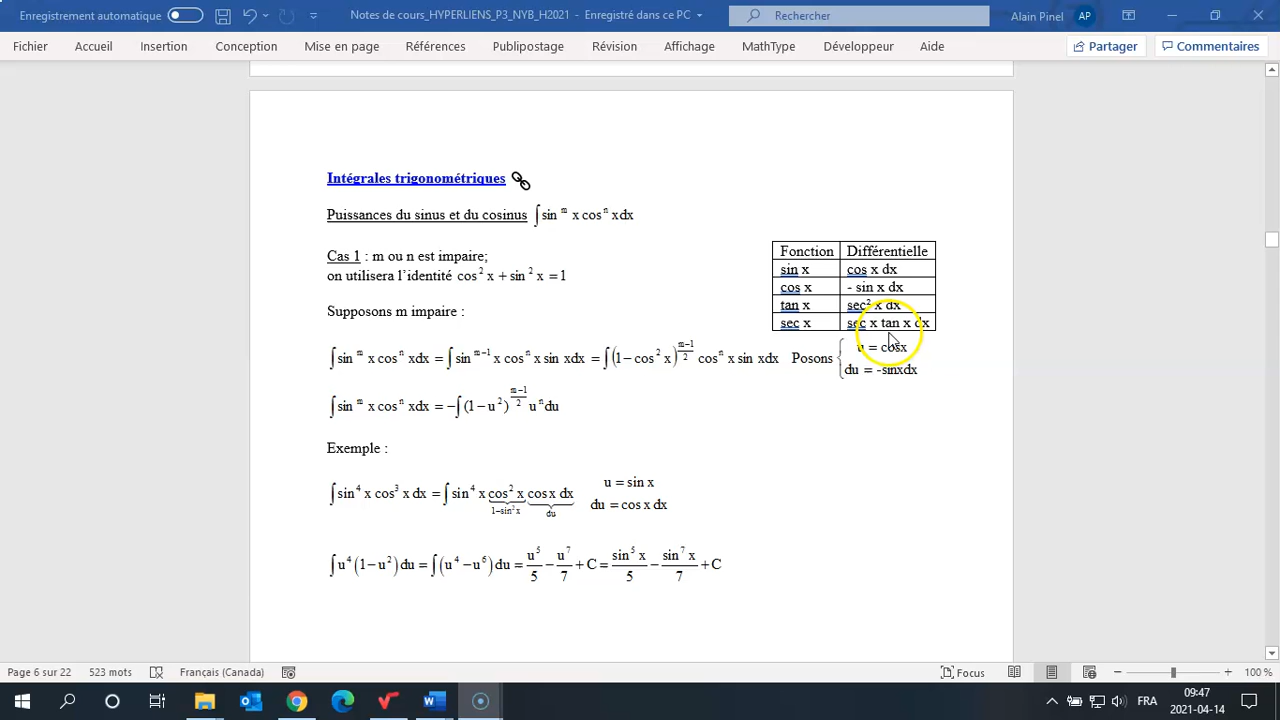 Enregistrement automatique
Notes de cours_HYPERLIENS_P3_NYB_H2021 - Enregistré dans ce PC
Rechercher
Alain Pinel AP
Fichier Accueil Insertion Conception Mise en page Références Publipostage Révision Affichage MathType Développeur Aide Partager Commentaires
Intégrales trigonométriques
Puissances du sinus et du cosinus ∫sin^m x cos^n x dx
Cas 1 : m ou n est impaire;
on utilisera l'identité cos² x + sin² x = 1
Fonction Différentielle
sin x cos x dx
cos x - sin x dx
tan x sec² x dx
sec x sec x tan x dx
Supposons m impaire :
∫sin^m x cos^n x dx = ∫sin^(m-1) x cos^n x sin x dx = ∫(1 - cos² x)^((m-1)/2) cos^n x sin x dx Posons { u = cosx
du = -sinxdx
∫sin^m x cos^n x dx = -∫(1 - u²)^((m-1)/2) u^n du
Exemple :
∫sin⁴ x cos³ x dx = ∫sin⁴ x cos² x cos x dx u = sin x
1-sin²x du du = cos x dx
∫u⁴(1-u²)du = ∫(u⁴ - u⁶)du = u⁵/5 - u⁷/7 + C = sin⁵ x/5 - sin⁷ x/7 + C
Page 6 sur 22 523 mots Français (Canada) Focus 100 %
FRA 09:47
2021-04-14